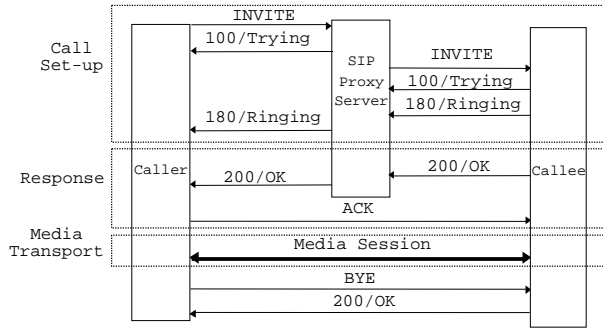 INVITE
100/Trying
Call
Set-up
SIP
Proxy
Server
INVITE
100/Trying
180/Ringing
180/Ringing
Response
Caller
200/OK
200/OK
Callee
ACK
Media
Transport
Media Session
BYE
200/OK